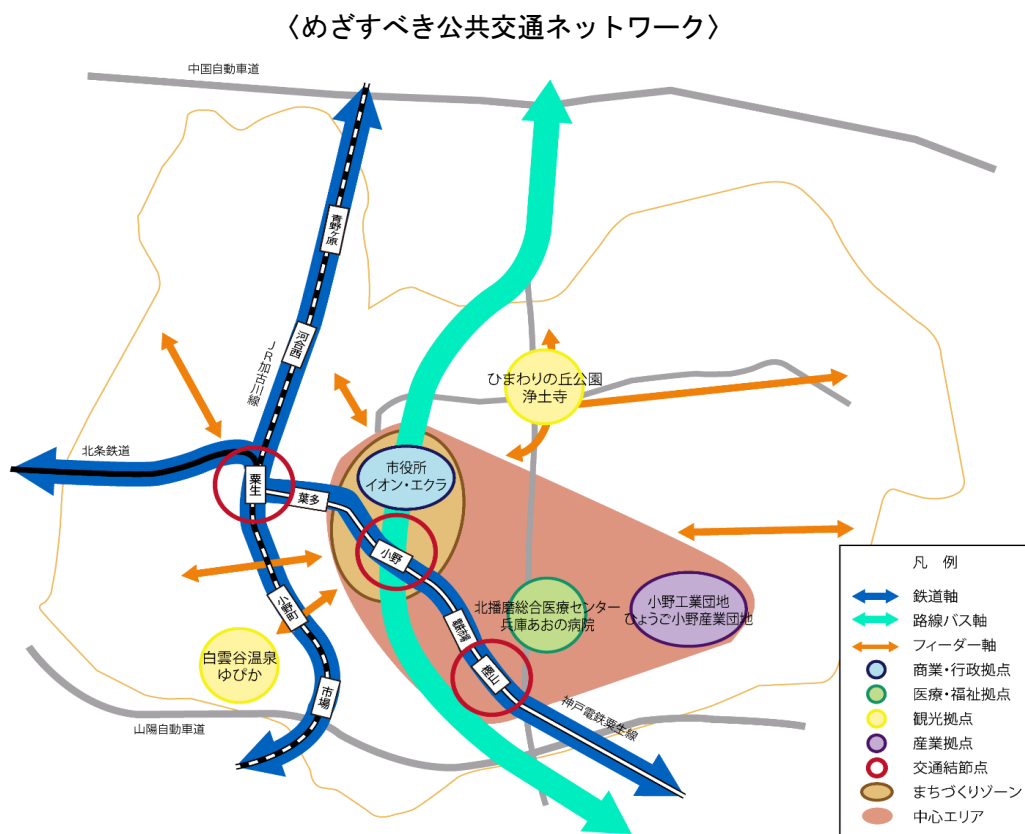 〈めざすべき公共交通ネットワーク〉
中国自動車道
青野ヶ原
河合西
JR加古川線
ひまわりの丘公園
浄土寺
北条鉄道
粟生
市役所
イオン・エクラ
葉多
小野
小野町
北播磨総合医療センター
兵庫あおの病院
小野工業団地
ひょうご小野産業団地
白雲谷温泉
ゆぴか
樫山
市場
神戸電鉄粟生線
山陽自動車道
凡 例
鉄道軸
路線バス軸
フィーダー軸
商業・行政拠点
医療・福祉拠点
観光拠点
産業拠点
交通結節点
まちづくりゾーン
中心エリア